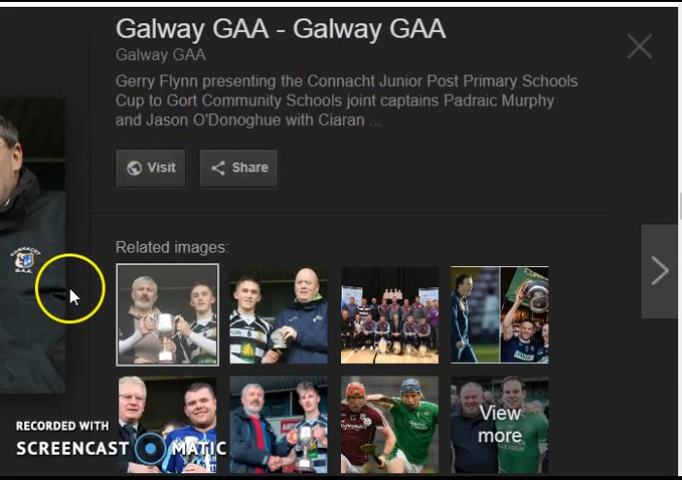 Galway GAA - Galway GAA
Galway GAA
Gerry Flynn presenting the Connacht Junior Post Primary Schools
Cup to Gort Community Schools joint captains Padraic Murphy
and Jason O'Donoghue with Ciaran ...
Visit
Share
CONNACHT
G.A.A.
Related images:
View
more
RECORDED WITH
SCREENCAST MATIC